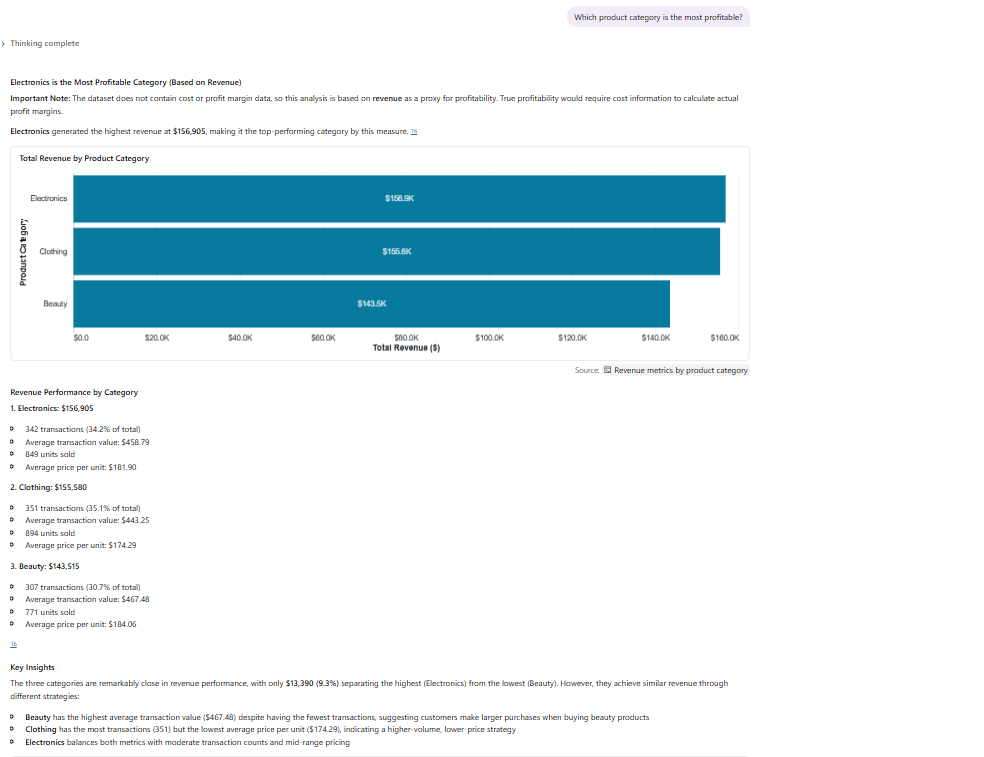 Which product category is the most profitable?
Thinking complete
Electronics is the Most Profitable Category (Based on Revenue)
Important Note: The dataset does not contain cost or profit margin data, so this analysis is based on revenue as a proxy for profitability. True profitability would require cost information to calculate actual
profit margins.
Electronics generated the highest revenue at $156,905, making it the top-performing category by this measure. 16
Total Revenue by Product Category
Product Category
Electronics
$156.9K
Clothing
$155.6K
Beauty
$143.5K
$0.0 $20.0K $40.0K $60.0K $80.0K $100.0K $120.0K $140.0K $160.0K
Total Revenue ($)
Source: Revenue metrics by product category
Revenue Performance by Category
1. Electronics: $156,905
342 transactions (34.2% of total)
Average transaction value: $458.79
849 units sold
Average price per unit: $181.90
2. Clothing: $155,580
351 transactions (35.1% of total)
Average transaction value: $443.25
894 units sold
Average price per unit: $174.29
3. Beauty: $143,515
307 transactions (30.7% of total)
Average transaction value: $467.48
771 units sold
Average price per unit: $184.06
16
Key Insights
The three categories are remarkably close in revenue performance, with only $13,390 (9.3%) separating the highest (Electronics) from the lowest (Beauty). However, they achieve similar revenue through
different strategies:
Beauty has the highest average transaction value ($467.48) despite having the fewest transactions, suggesting customers make larger purchases when buying beauty products
Clothing has the most transactions (351) but the lowest average price per unit ($174.29), indicating a higher-volume, lower-price strategy
Electronics balances both metrics with moderate transaction counts and mid-range pricing